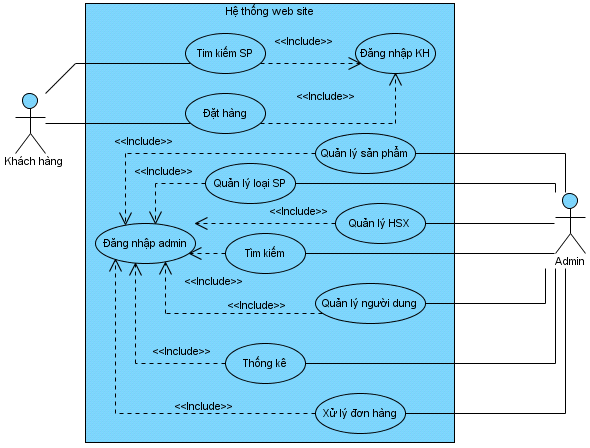 Hệ thống web site
Tìm kiếm SP
<<Include>>
Đăng nhập KH
<<Include>>
Đặt hàng
Khách hàng
<<Include>>
Quản lý sản phẩm
<<Include>>
Quản lý loại SP
<<Include>>
Quản lý HSX
Đăng nhập admin
Tìm kiếm
Admin
<<Include>>
<<Include>>
Quản lý người dung
<<Include>>
Thống kê
<<Include>>
Xử lý đơn hàng